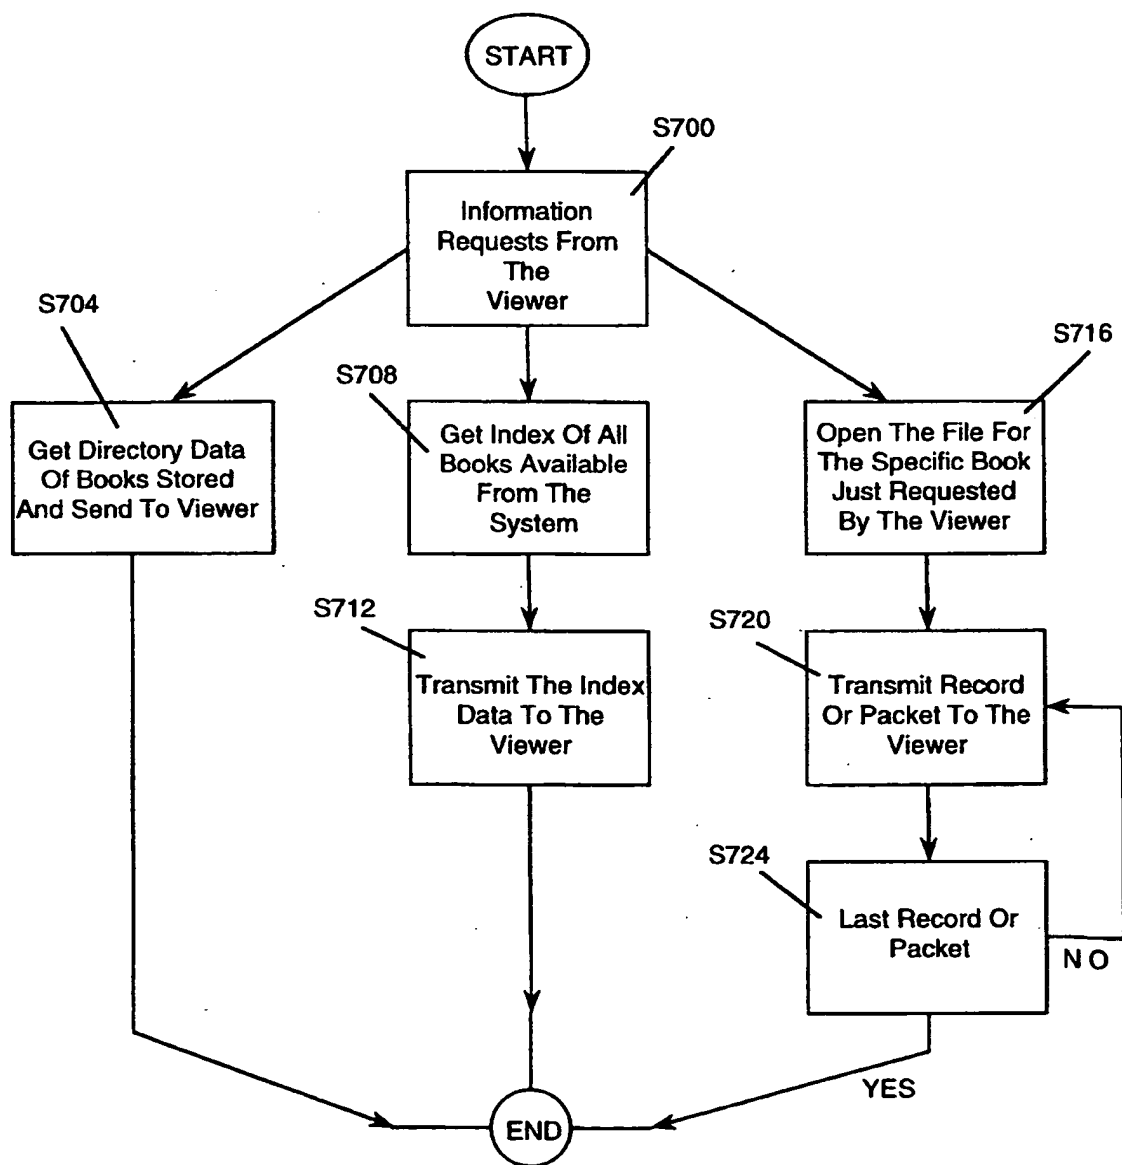 START
S700
Information
Requests From
The
Viewer
S704
Get Directory Data
Of Books Stored
And Send To Viewer
S708
Get Index Of All
Books Available
From The
System
S716
Open The File For
The Specific Book
Just Requested
By The Viewer
S712
Transmit The Index
Data To The
Viewer
S720
Transmit Record
Or Packet To The
Viewer
S724
Last Record Or
Packet
NO
YES
END